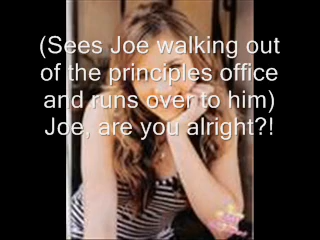 (Sees Joe walking out
of the principles office
and runs over to him)
Joe, are you alright?!